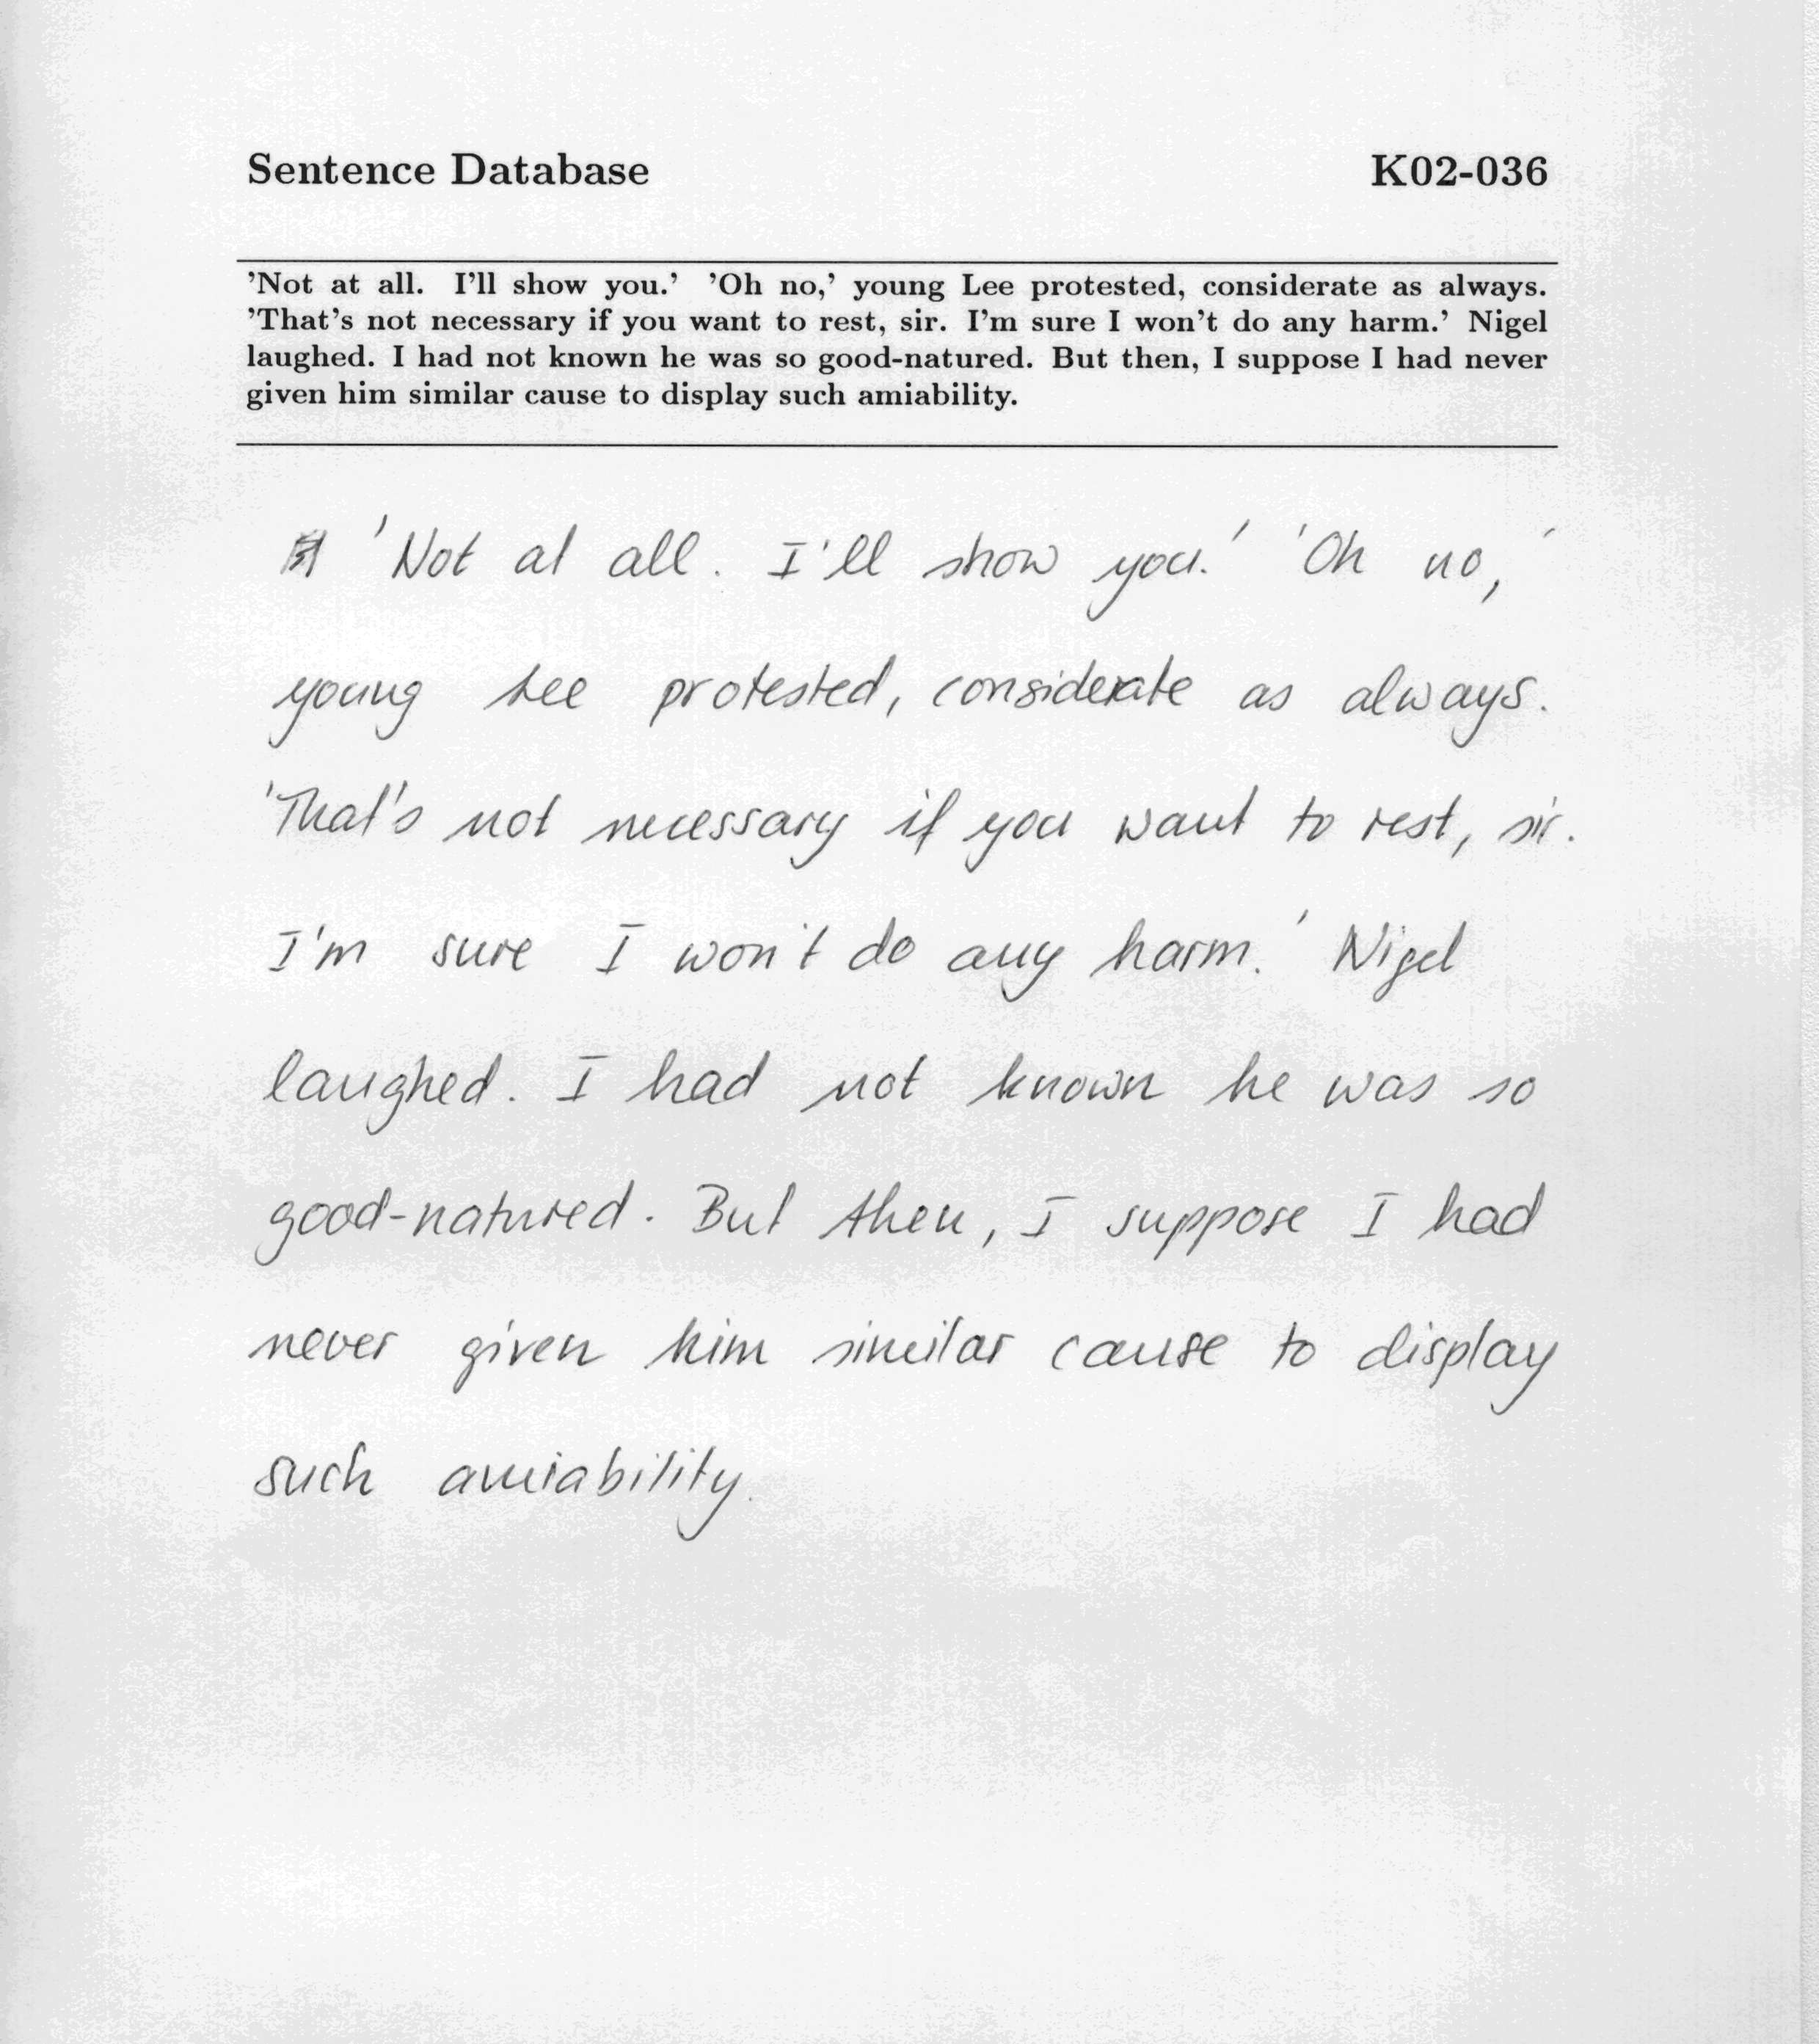 Sentence Database K02-036
'Not at all. I'll show you.' 'Oh no,' young Lee protested, considerate as always.
'That's not necessary if you want to rest, sir. I'm sure I won't do any harm.' Nigel
laughed. I had not known he was so good-natured. But then, I suppose I had never
given him similar cause to display such amiability.
'Not at all. I'll show you.' 'Oh no,'
young Lee protested, considerate as always.
'That's not necessary if you want to rest, sir.
I'm sure I won't do any harm.' Nigel
laughed. I had not known he was so
good-natured. But then, I suppose I had
never given him similar cause to display
such amiability.